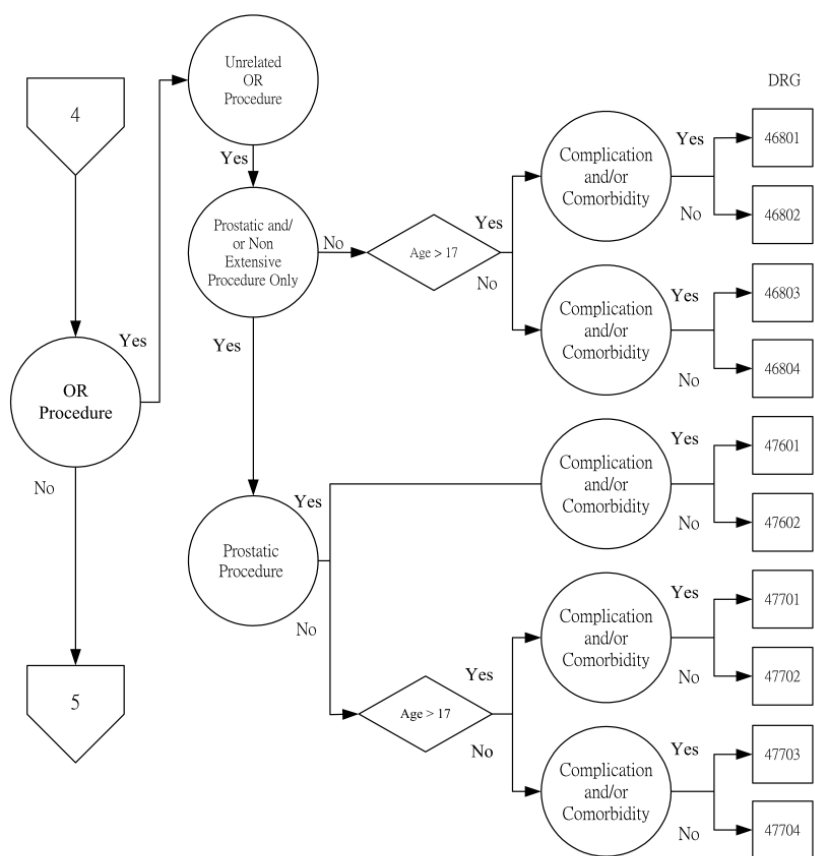 Unrelated
OR
Procedure
4
DRG
Yes
Complication
and/or
Comorbidity
Yes
46801
No
46802
Prostatic and/
or Non
Extensive
Procedure Only
No
Age > 17
Yes
No
Complication
and/or
Comorbidity
Yes
46803
No
46804
Yes
OR
Procedure
No
Yes
Complication
and/or
Comorbidity
Yes
47601
No
47602
Prostatic
Procedure
Yes
No
Complication
and/or
Comorbidity
Yes
47701
No
47702
Age > 17
Yes
No
5
Complication
and/or
Comorbidity
Yes
47703
No
47704